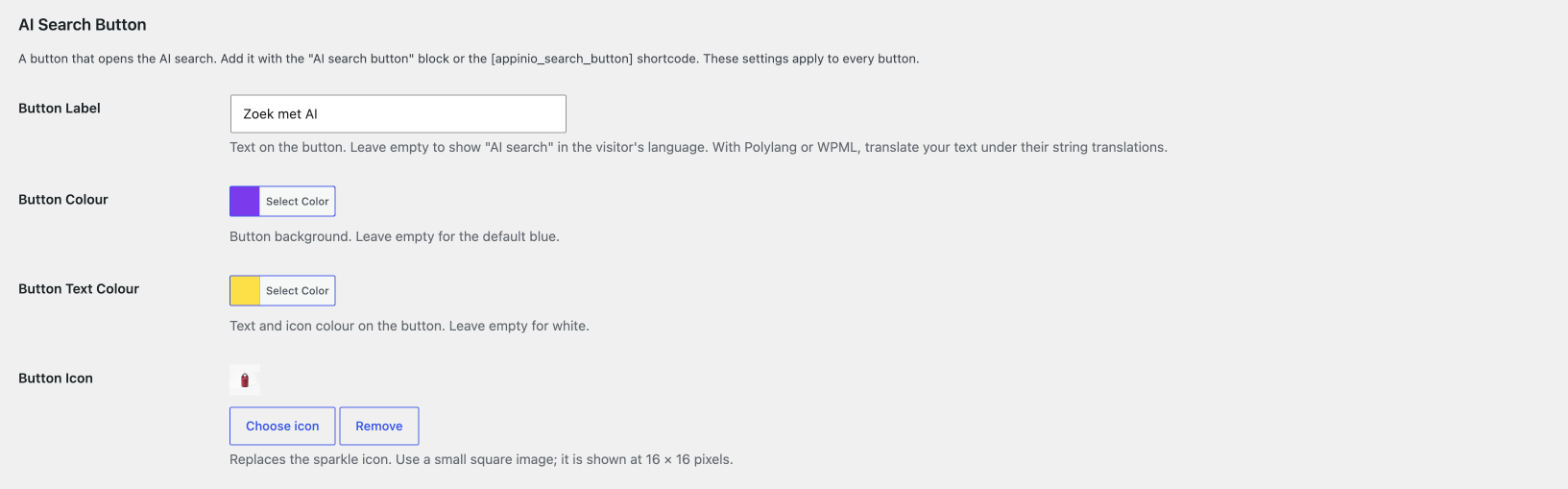 AI Search Button
A button that opens the AI search. Add it with the "AI search button" block or the [appinio_search_button] shortcode. These settings apply to every button.
Button Label
Zoek met AI
Text on the button. Leave empty to show "AI search" in the visitor's language. With Polylang or WPML, translate your text under their string translations.
Button Colour
Select Color
Button background. Leave empty for the default blue.
Button Text Colour
Select Color
Text and icon colour on the button. Leave empty for white.
Button Icon
Choose icon
Remove
Replaces the sparkle icon. Use a small square image; it is shown at 16 × 16 pixels.